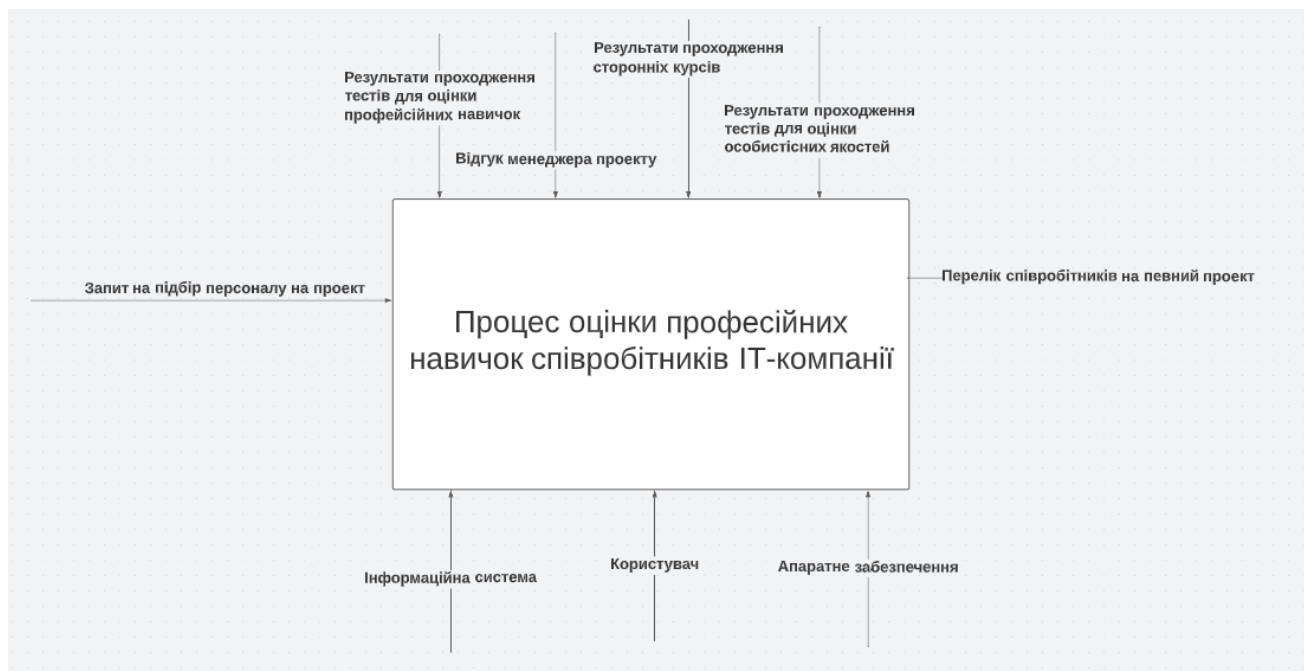 Результати проходження
сторонніх курсів
Результати проходження
тестів для оцінки
профейсійних навичок
Результати проходження
тестів для оцінки
особистісних якостей
Відгук менеджера проекту
Запит на підбір персоналу на проект
Перелік співробітників на певний проект
Процес оцінки професійних
навичок співробітників ІТ-компанії
Інформаційна система
Користувач
Апаратне забезпечення